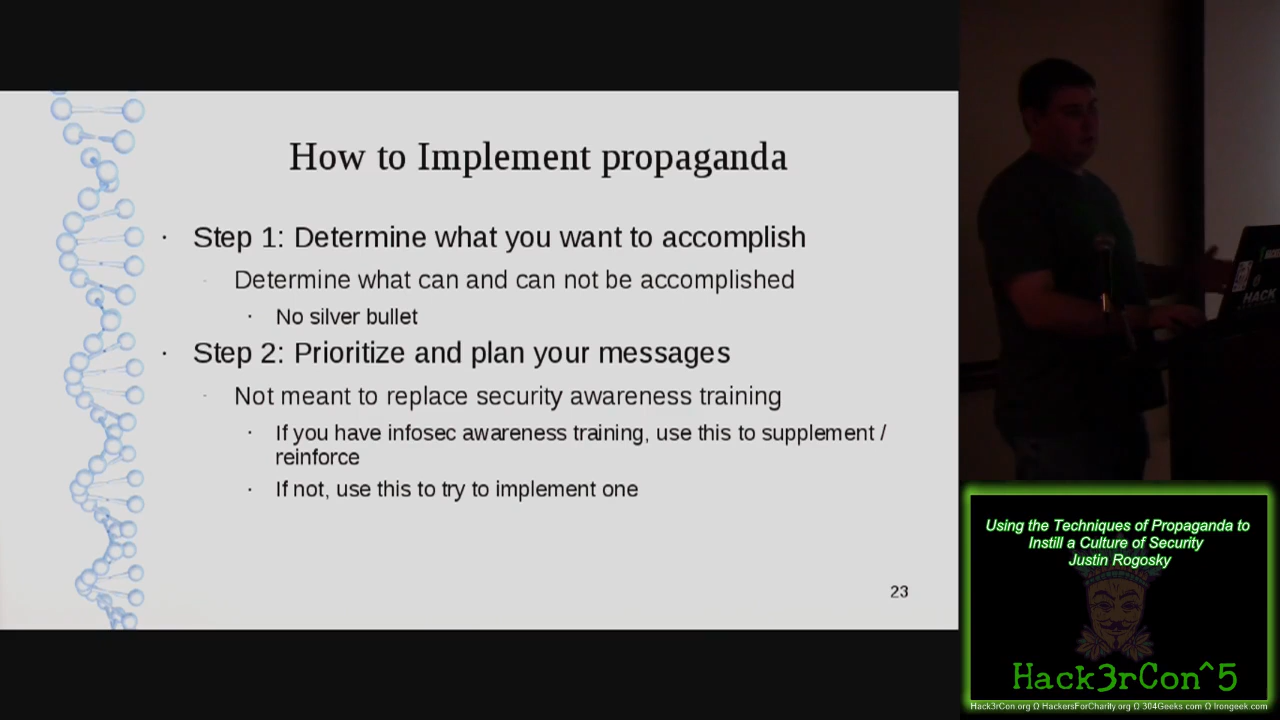 How to Implement propaganda
· Step 1: Determine what you want to accomplish
- Determine what can and can not be accomplished
· No silver bullet
· Step 2: Prioritize and plan your messages
- Not meant to replace security awareness training
· If you have infosec awareness training, use this to supplement /
reinforce
· If not, use this to try to implement one
23
HACK
Using the Techniques of Propaganda to
Instill a Culture of Security
Justin Rogosky
Hack3rCon^5
Hack3rCon.org Ω HackersForCharity.org Ω 304Geeks.com Ω Irongeek.com